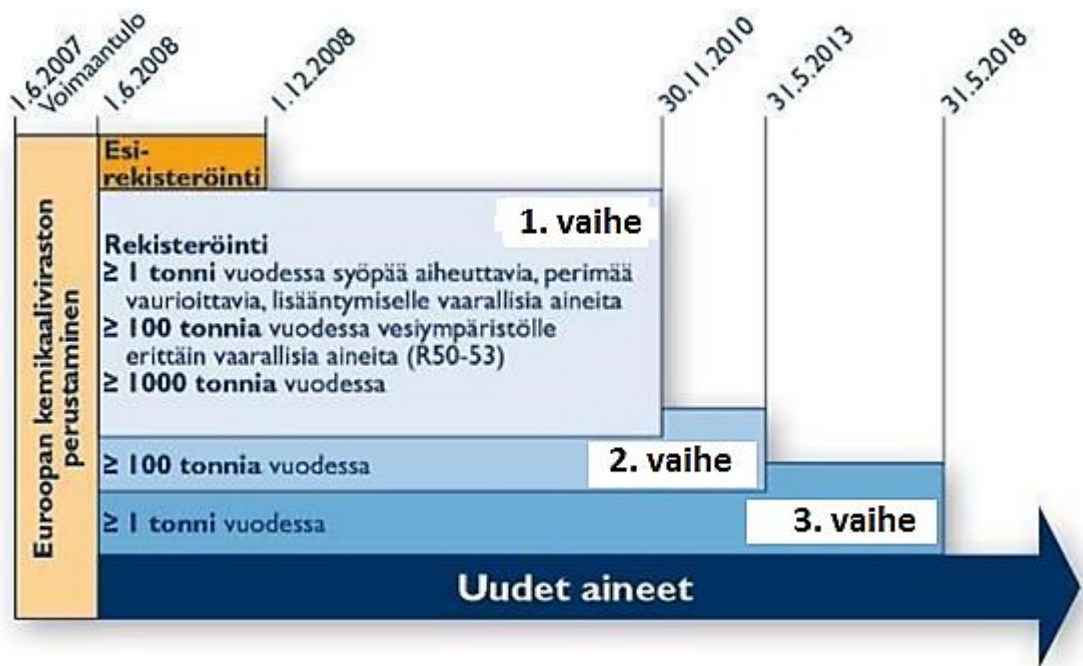 1.6.2007
Voimaantulo
1.6.2008
1.12.2008
30.11.2010
31.5.2013
31.5.2018
Euroopan kemikaaliviraston
perustaminen
Esi-
rekisteröinti
1. vaihe
Rekisteröinti
≥ 1 tonni vuodessa syöpää aiheuttavia, perimää
vaurioittavia, lisääntymiselle vaarallisia aineita
≥ 100 tonnia vuodessa vesiympäristölle
erittäin vaarallisia aineita (R50-53)
≥ 1000 tonnia vuodessa
≥ 100 tonnia vuodessa
2. vaihe
≥ 1 tonni vuodessa
3. vaihe
Uudet aineet